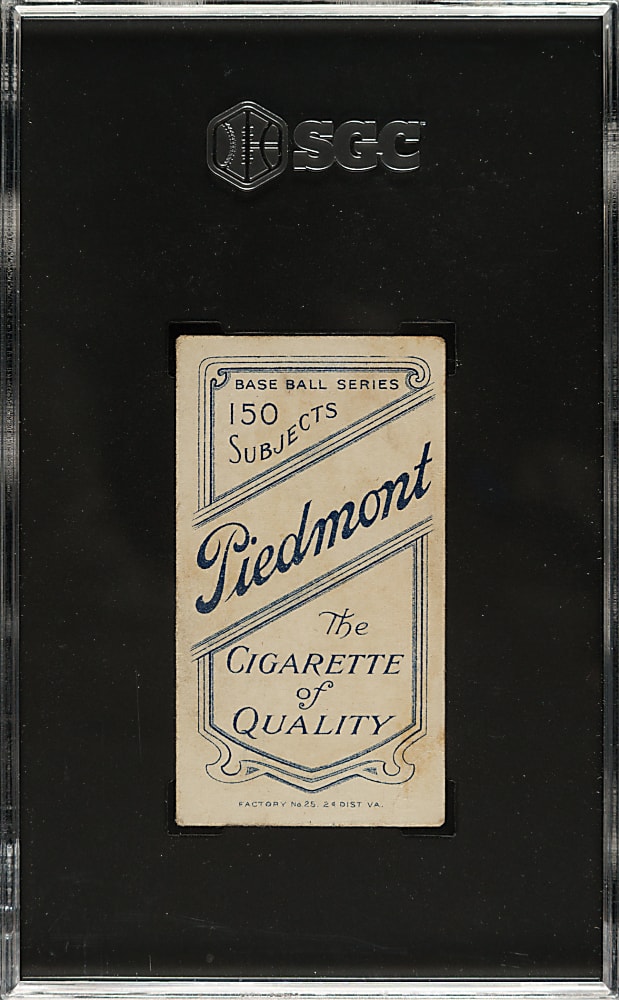 SGC
BASE BALL SERIES
150
SUBJECTS
Piedmont
The
CIGARETTE
of
QUALITY
FACTORY No 25. 2d DIST VA.